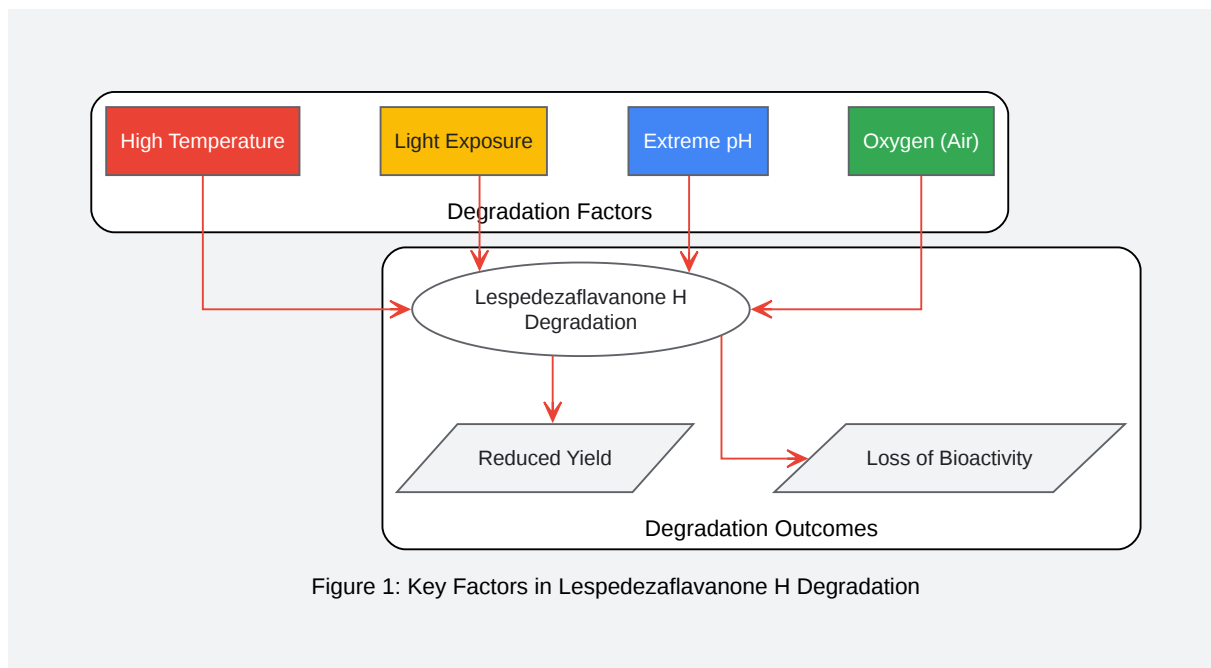 High Temperature
Light Exposure
Extreme pH
Oxygen (Air)
Degradation Factors
Lespedezaflavanone H
Degradation
Reduced Yield
Loss of Bioactivity
Degradation Outcomes
Figure 1: Key Factors in Lespedezaflavanone H Degradation